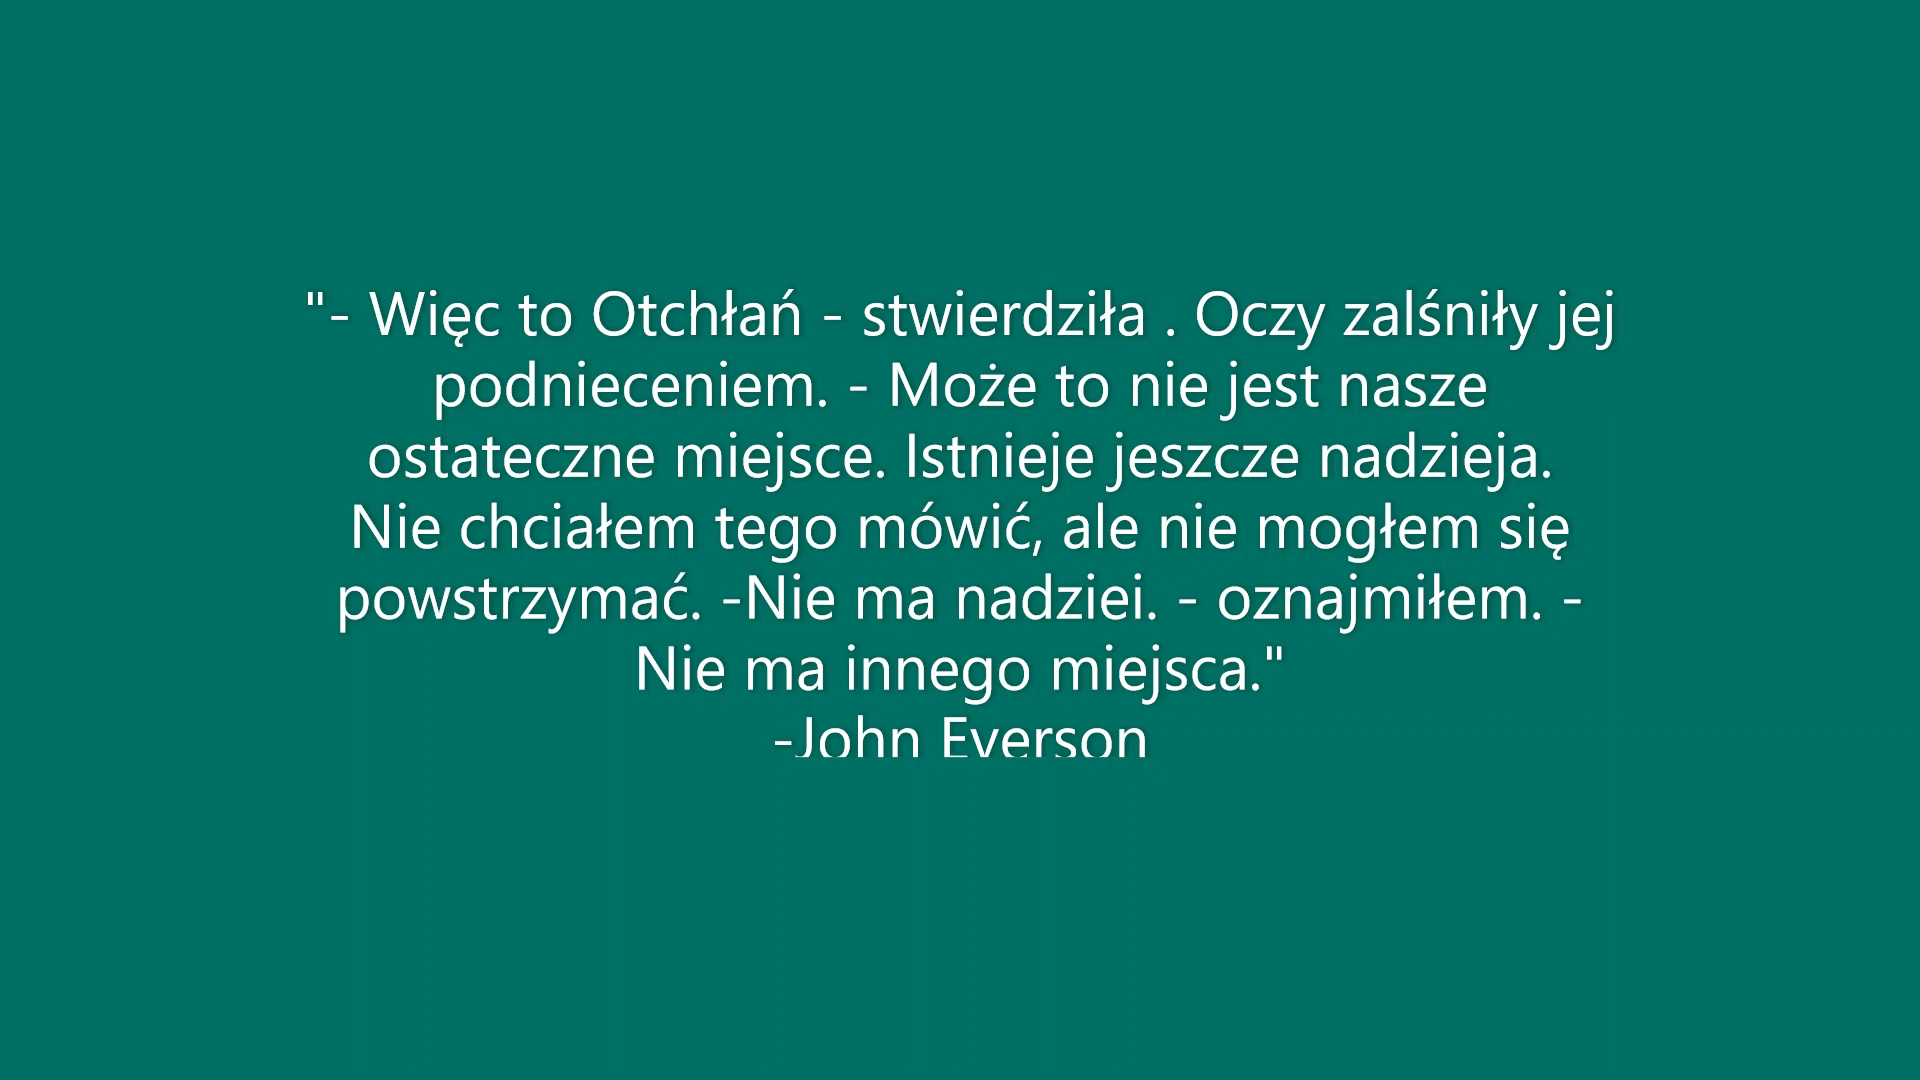 "- Więc to Otchłań - stwierdziła . Oczy zalśniły jej
podnieceniem. - Może to nie jest nasze
ostateczne miejsce. Istnieje jeszcze nadzieja.
Nie chciałem tego mówić, ale nie mogłem się
powstrzymać. -Nie ma nadziei. - oznajmiłem. -
Nie ma innego miejsca."
-John Everson